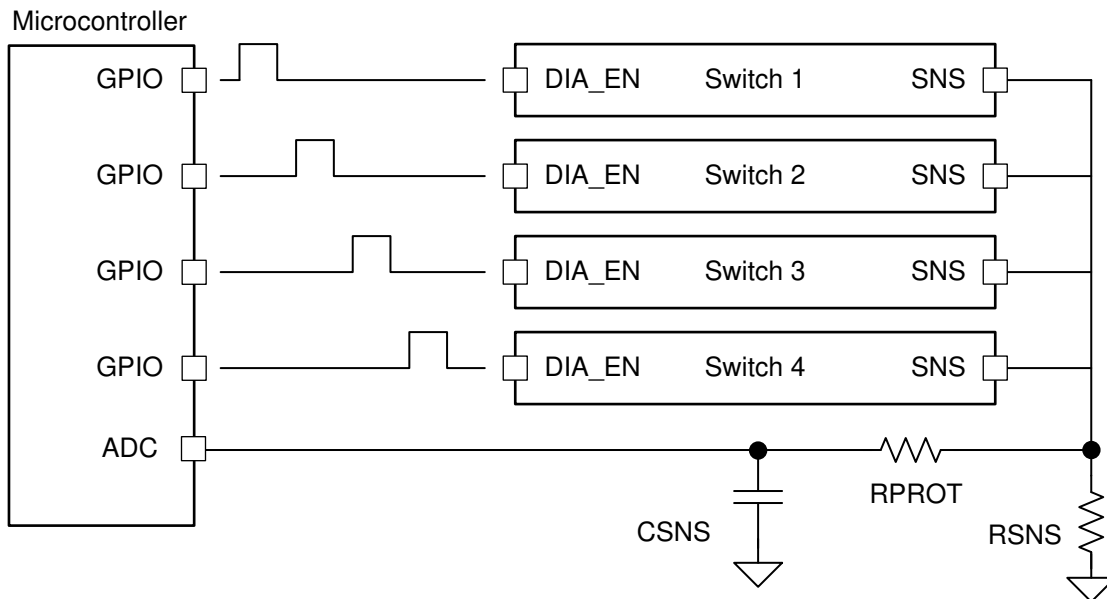 Microcontroller
GPIO DIA_EN Switch 1 SNS
GPIO DIA_EN Switch 2 SNS
GPIO DIA_EN Switch 3 SNS
GPIO DIA_EN Switch 4 SNS
ADC
RPROT
CSNS RSNS